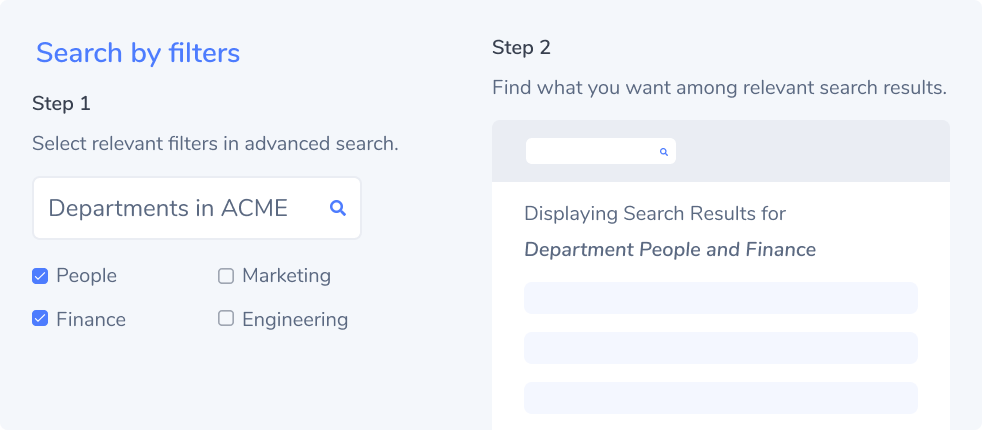 Search by filters
Step 1
Select relevant filters in advanced search.
Departments in ACME
People
Marketing
Finance
Engineering
Step 2
Find what you want among relevant search results.
Displaying Search Results for
Department People and Finance